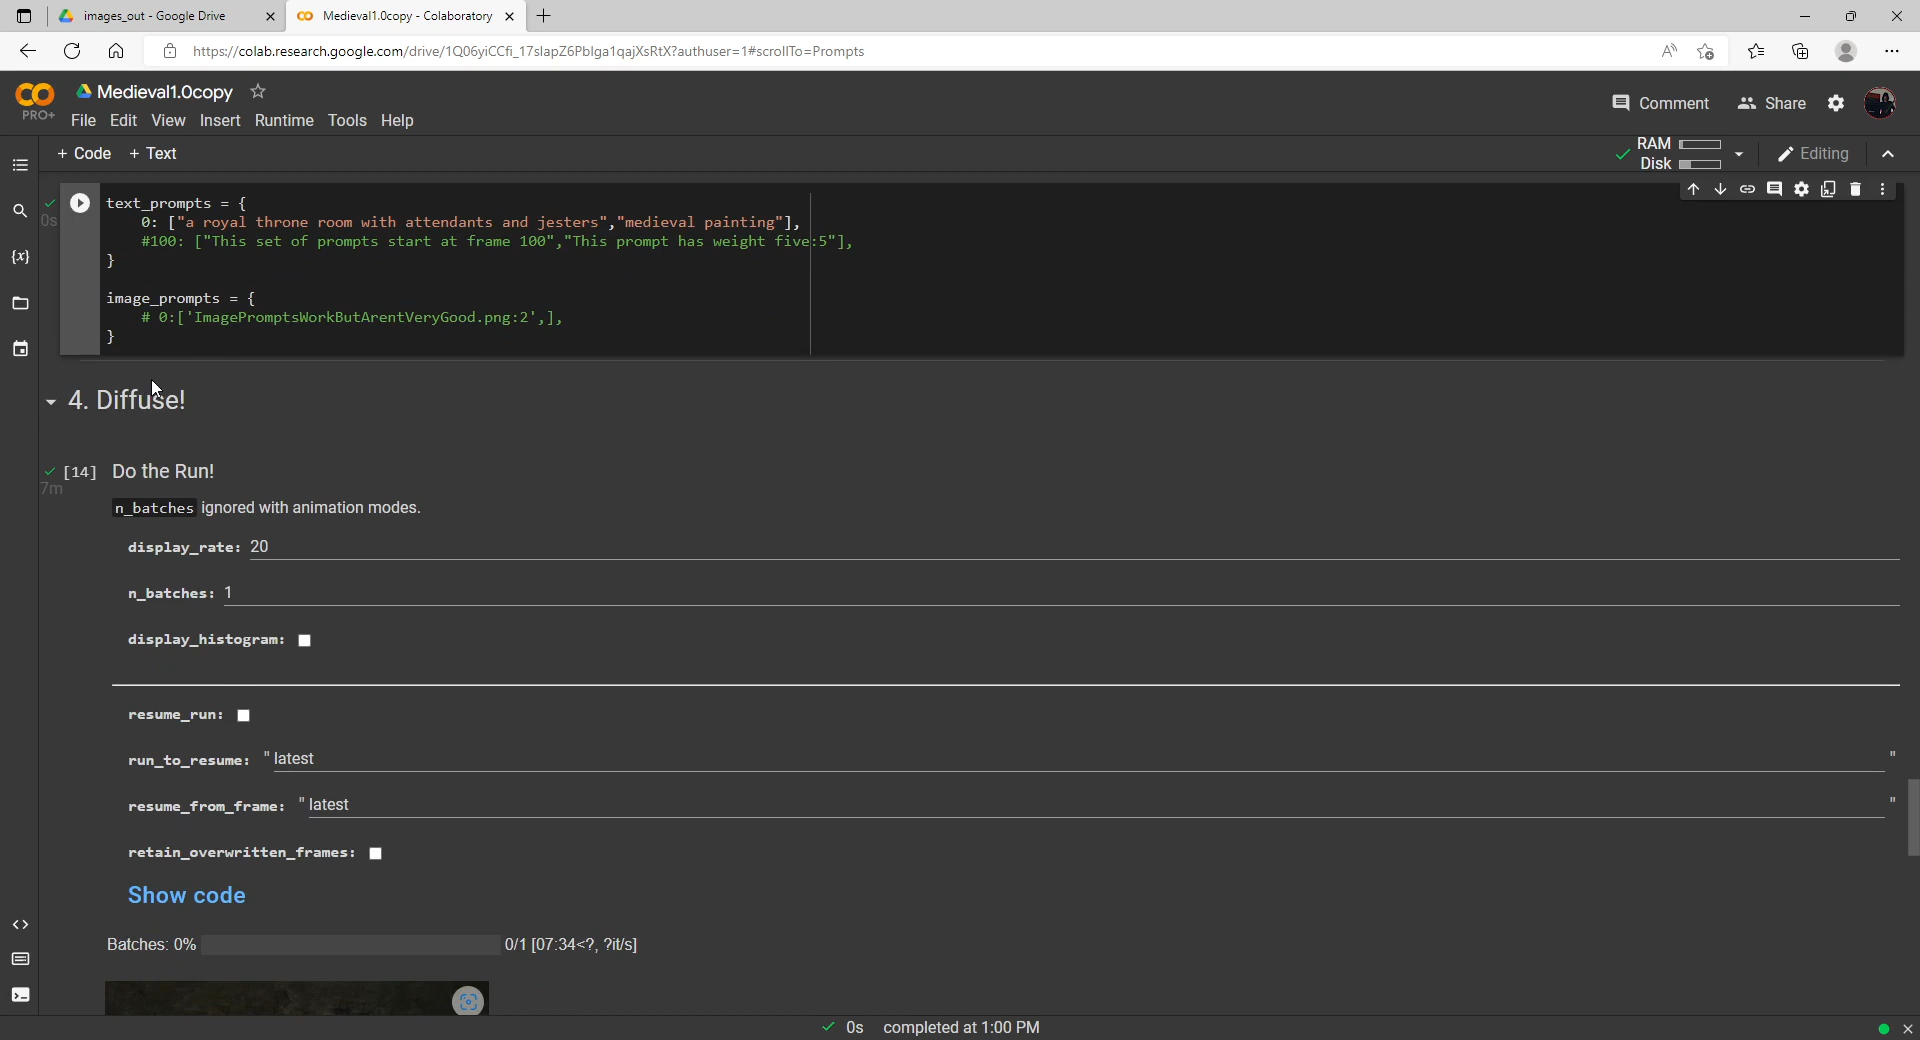 images_out - Google Drive
Medieval1.0copy - Colaboratory
https://colab.research.google.com/drive/1Q06yiCCfi_17slapZ6Pblga1qajXsRtX?authuser=1#scrollTo=Prompts
PRO+
Medieval1.0copy
File Edit View Insert Runtime Tools Help
Comment Share
+ Code + Text
RAM
Disk
Editing
0s
text_prompts = {
0: ["a royal throne room with attendants and jesters","medieval painting"],
#100: ["This set of prompts start at frame 100","This prompt has weight five:5"],
}
image_prompts = {
# 0:['ImagePromptsWorkButArentVeryGood.png:2',],
}
4. Diffuse!
[14] Do the Run!
7m
n_batches ignored with animation modes.
display_rate: 20
n_batches: 1
display_histogram:
resume_run:
run_to_resume: "latest"
resume_from_frame: "latest"
retain_overwritten_frames:
Show code
Batches: 0% 0/1 [07:34<?, ?it/s]
0s completed at 1:00 PM